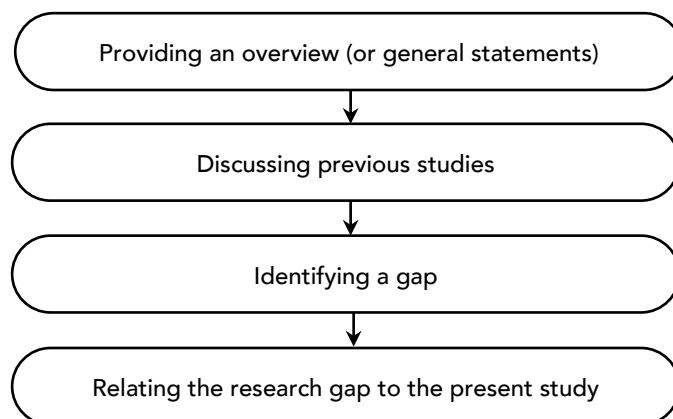 Providing an overview (or general statements)
Discussing previous studies
Identifying a gap
Relating the research gap to the present study